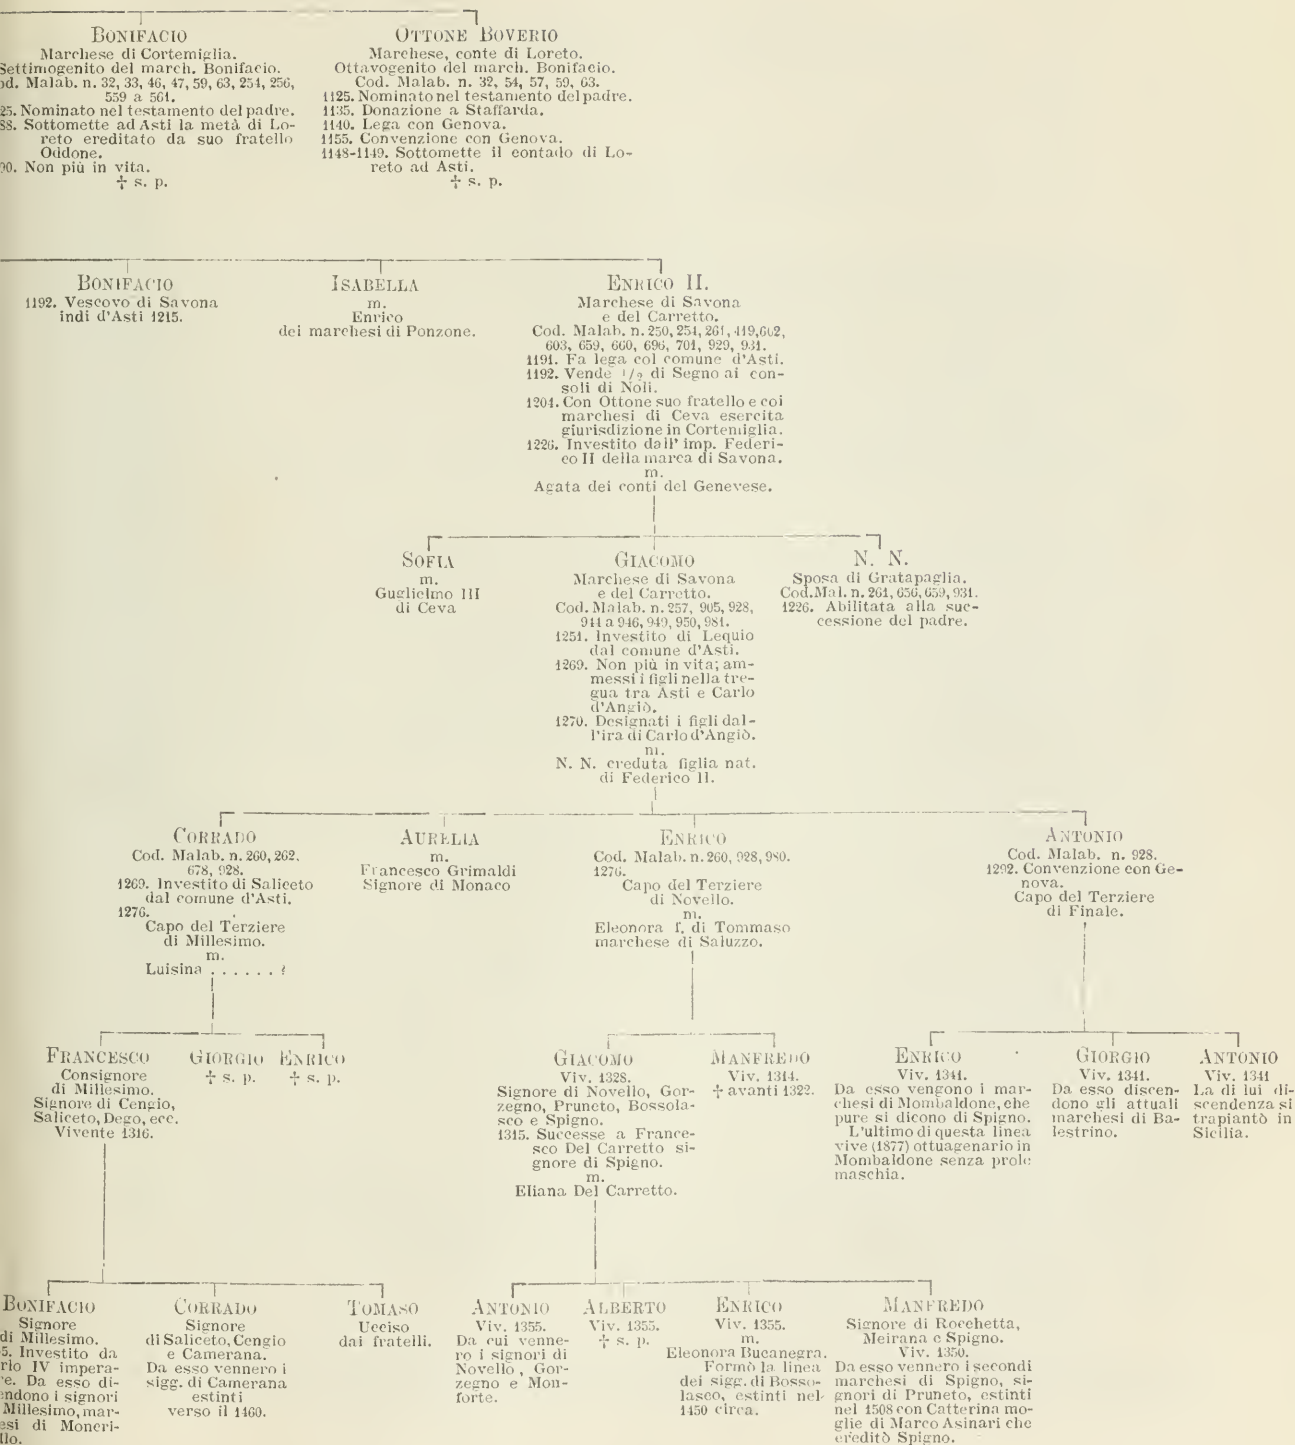 BONIFACIO
Marchese di Cortemiglia.
Settimogenito del march. Bonifacio.
Malab. n. 32, 33, 46, 47, 59, 63, 254, 256,
559 a 561.
Nominato nel testamento del padre.
Sottomette ad Asti la metà di Lo-
reto ereditato da suo fratello
Oddone.
Non più in vita.
† s. p.
OTTONE BOVERIO
Marchese, conte di Loreto.
Ottavogenito del march. Bonifacio.
Cod. Malab. n. 32, 54, 57, 59, 63.
1125. Nominato nel testamento del padre.
1135. Donazione a Staffarda.
1140. Lega con Genova.
1155. Convenzione con Genova.
1148-1149. Sottomette il contado di Lo-
reto ad Asti.
† s. p.
BONIFACIO
1192. Vescovo di Savona
indi d'Asti 1215.
ISABELLA
m.
Enrico
dei marchesi di Ponzone.
ENRICO II.
Marchese di Savona
e del Carretto.
Cod. Malab. n. 250, 254, 261, 419, 602,
603, 659, 660, 696, 701, 929, 931.
1191. Fa lega col comune d'Asti.
1192. Vende 1/2 di Segno ai con-
soli di Noli.
1204. Con Ottone suo fratello e coi
marchesi di Ceva esercita
giurisdizione in Cortemiglia.
1226. Investito dall' imp. Federi-
co II della marca di Savona.
m.
Agata dei conti del Genevese.
SOFIA
m.
Guglielmo III
di Ceva
GIACOMO
Marchese di Savona
e del Carretto.
Cod. Malab. n. 257, 905, 928,
944 a 946, 949, 950, 981.
1251. Investito di Lequio
dal comune d'Asti.
1269. Non più in vita; am-
messi i figli nella tre-
gua tra Asti e Carlo
d'Angiò.
1270. Designati i figli dal-
l'ira di Carlo d'Angiò.
m.
N. N. creduta figlia nat.
di Federico II.
N. N.
Sposa di Gratapaglia.
Cod. Mal. n. 261, 656, 659, 931.
1226. Abilitata alla suc-
cessione del padre.
CORRADO
Cod. Malab. n. 260, 262.
678, 928.
1269. Investito di Saliceto
dal comune d'Asti.
1276.
Capo del Terziere
di Millesimo.
m.
Luisina . . . . . . ?
AURELIA
m.
Francesco Grimaldi
Signore di Monaco
ENRICO
Cod. Malab. n. 260, 928, 980.
1276.
Capo del Terziere
di Novello.
m.
Eleonora f. di Tommaso
marchese di Saluzzo.
ANTONIO
Cod. Malab. n. 928.
1292. Convenzione con Ge-
nova.
Capo del Terziere
di Finale.
FRANCESCO
Consignore
di Millesimo.
Signore di Cengio,
Saliceto, Dego, ecc.
Vivente 1316.
GIORGIO
† s. p.
ENRICO
† s. p.
GIACOMO
Viv. 1328.
Signore di Novello, Gor-
zegno, Pruneto, Bossola-
sco e Spigno.
1315. Successe a France-
sco Del Carretto si-
gnore di Spigno.
m.
Eliana Del Carretto.
MANFREDO
Viv. 1314.
† avanti 1322.
ENRICO
Viv. 1341.
Da esso vengono i mar-
chesi di Mombaldone, che
pure si dicono di Spigno.
L'ultimo di questa linea
vive (1877) ottuagenario in
Mombaldone senza prole
maschia.
GIORGIO
Viv. 1341.
Da esso discen-
dono gli attuali
marchesi di Ba-
lestrino.
ANTONIO
Viv. 1341
La di lui di-
scendenza si
trapiantò in
Sicilia.
BONIFACIO
Signore
di Millesimo.
5. Investito da
IV impera-
Da esso di-
i signori
Millesimo, mar-
di Moncri-
CORRADO
Signore
di Saliceto, Cengio
e Camerana.
Da esso vennero i
sigg. di Camerana
estinti
verso il 1460.
TOMASO
Ucciso
dai fratelli.
ANTONIO
Viv. 1355.
Da cui venne-
ro i signori di
Novello, Gor-
zegno e Mon-
forte.
ALBERTO
Viv. 1355.
† s. p.
ENRICO
Viv. 1355.
m.
Eleonora Bucanegra.
Formò la linea
dei sigg. di Bosso-
lasco, estinti nel
1450 circa.
MANFREDO
Signore di Rocchetta,
Meirana e Spigno.
Viv. 1350.
Da esso vennero i secondi
marchesi di Spigno, si-
gnori di Pruneto, estinti
nel 1508 con Catterina mo-
glie di Marco Asinari che
ereditò Spigno.